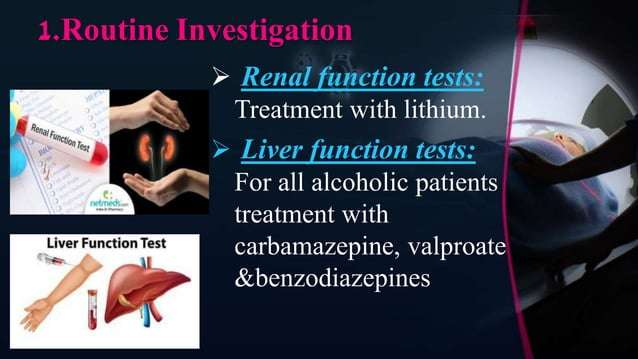 1.Routine Investigation
➢ Renal function tests:
Treatment with lithium.
➢ Liver function tests:
For all alcoholic patients
treatment with
carbamazepine, valproate
&benzodiazepines
Renal Function Test
netmeds.com
Liver Function Test